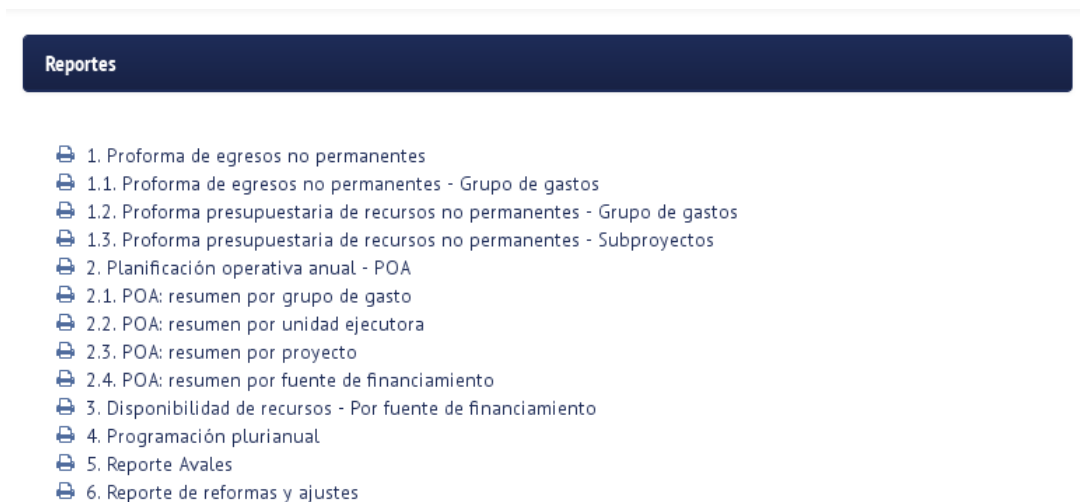 Reportes
1. Proforma de egresos no permanentes
1.1. Proforma de egresos no permanentes - Grupo de gastos
1.2. Proforma presupuestaria de recursos no permanentes - Grupo de gastos
1.3. Proforma presupuestaria de recursos no permanentes - Subproyectos
2. Planificación operativa anual - POA
2.1. POA: resumen por grupo de gasto
2.2. POA: resumen por unidad ejecutora
2.3. POA: resumen por proyecto
2.4. POA: resumen por fuente de financiamiento
3. Disponibilidad de recursos - Por fuente de financiamiento
4. Programación plurianual
5. Reporte Avales
6. Reporte de reformas y ajustes